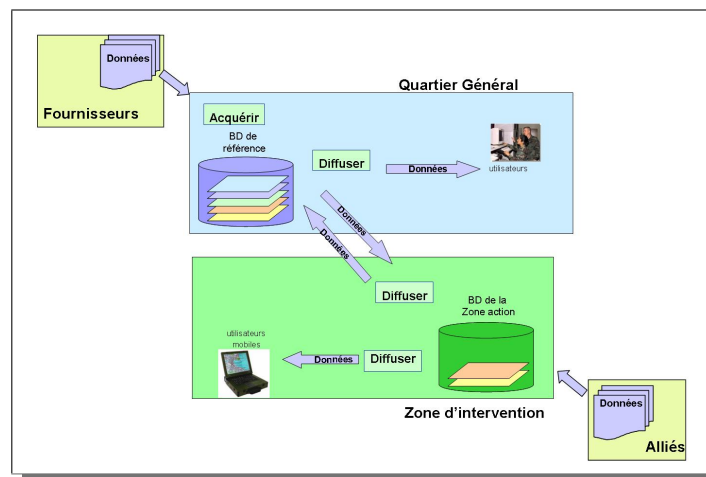 Données
Fournisseurs
Quartier Général
Acquérir
BD de
référence
Diffuser
Données
utilisateurs
Données
Données
Diffuser
BD de la
Zone action
utilisateurs
mobiles
Données
Diffuser
Zone d'intervention
Données
Alliés